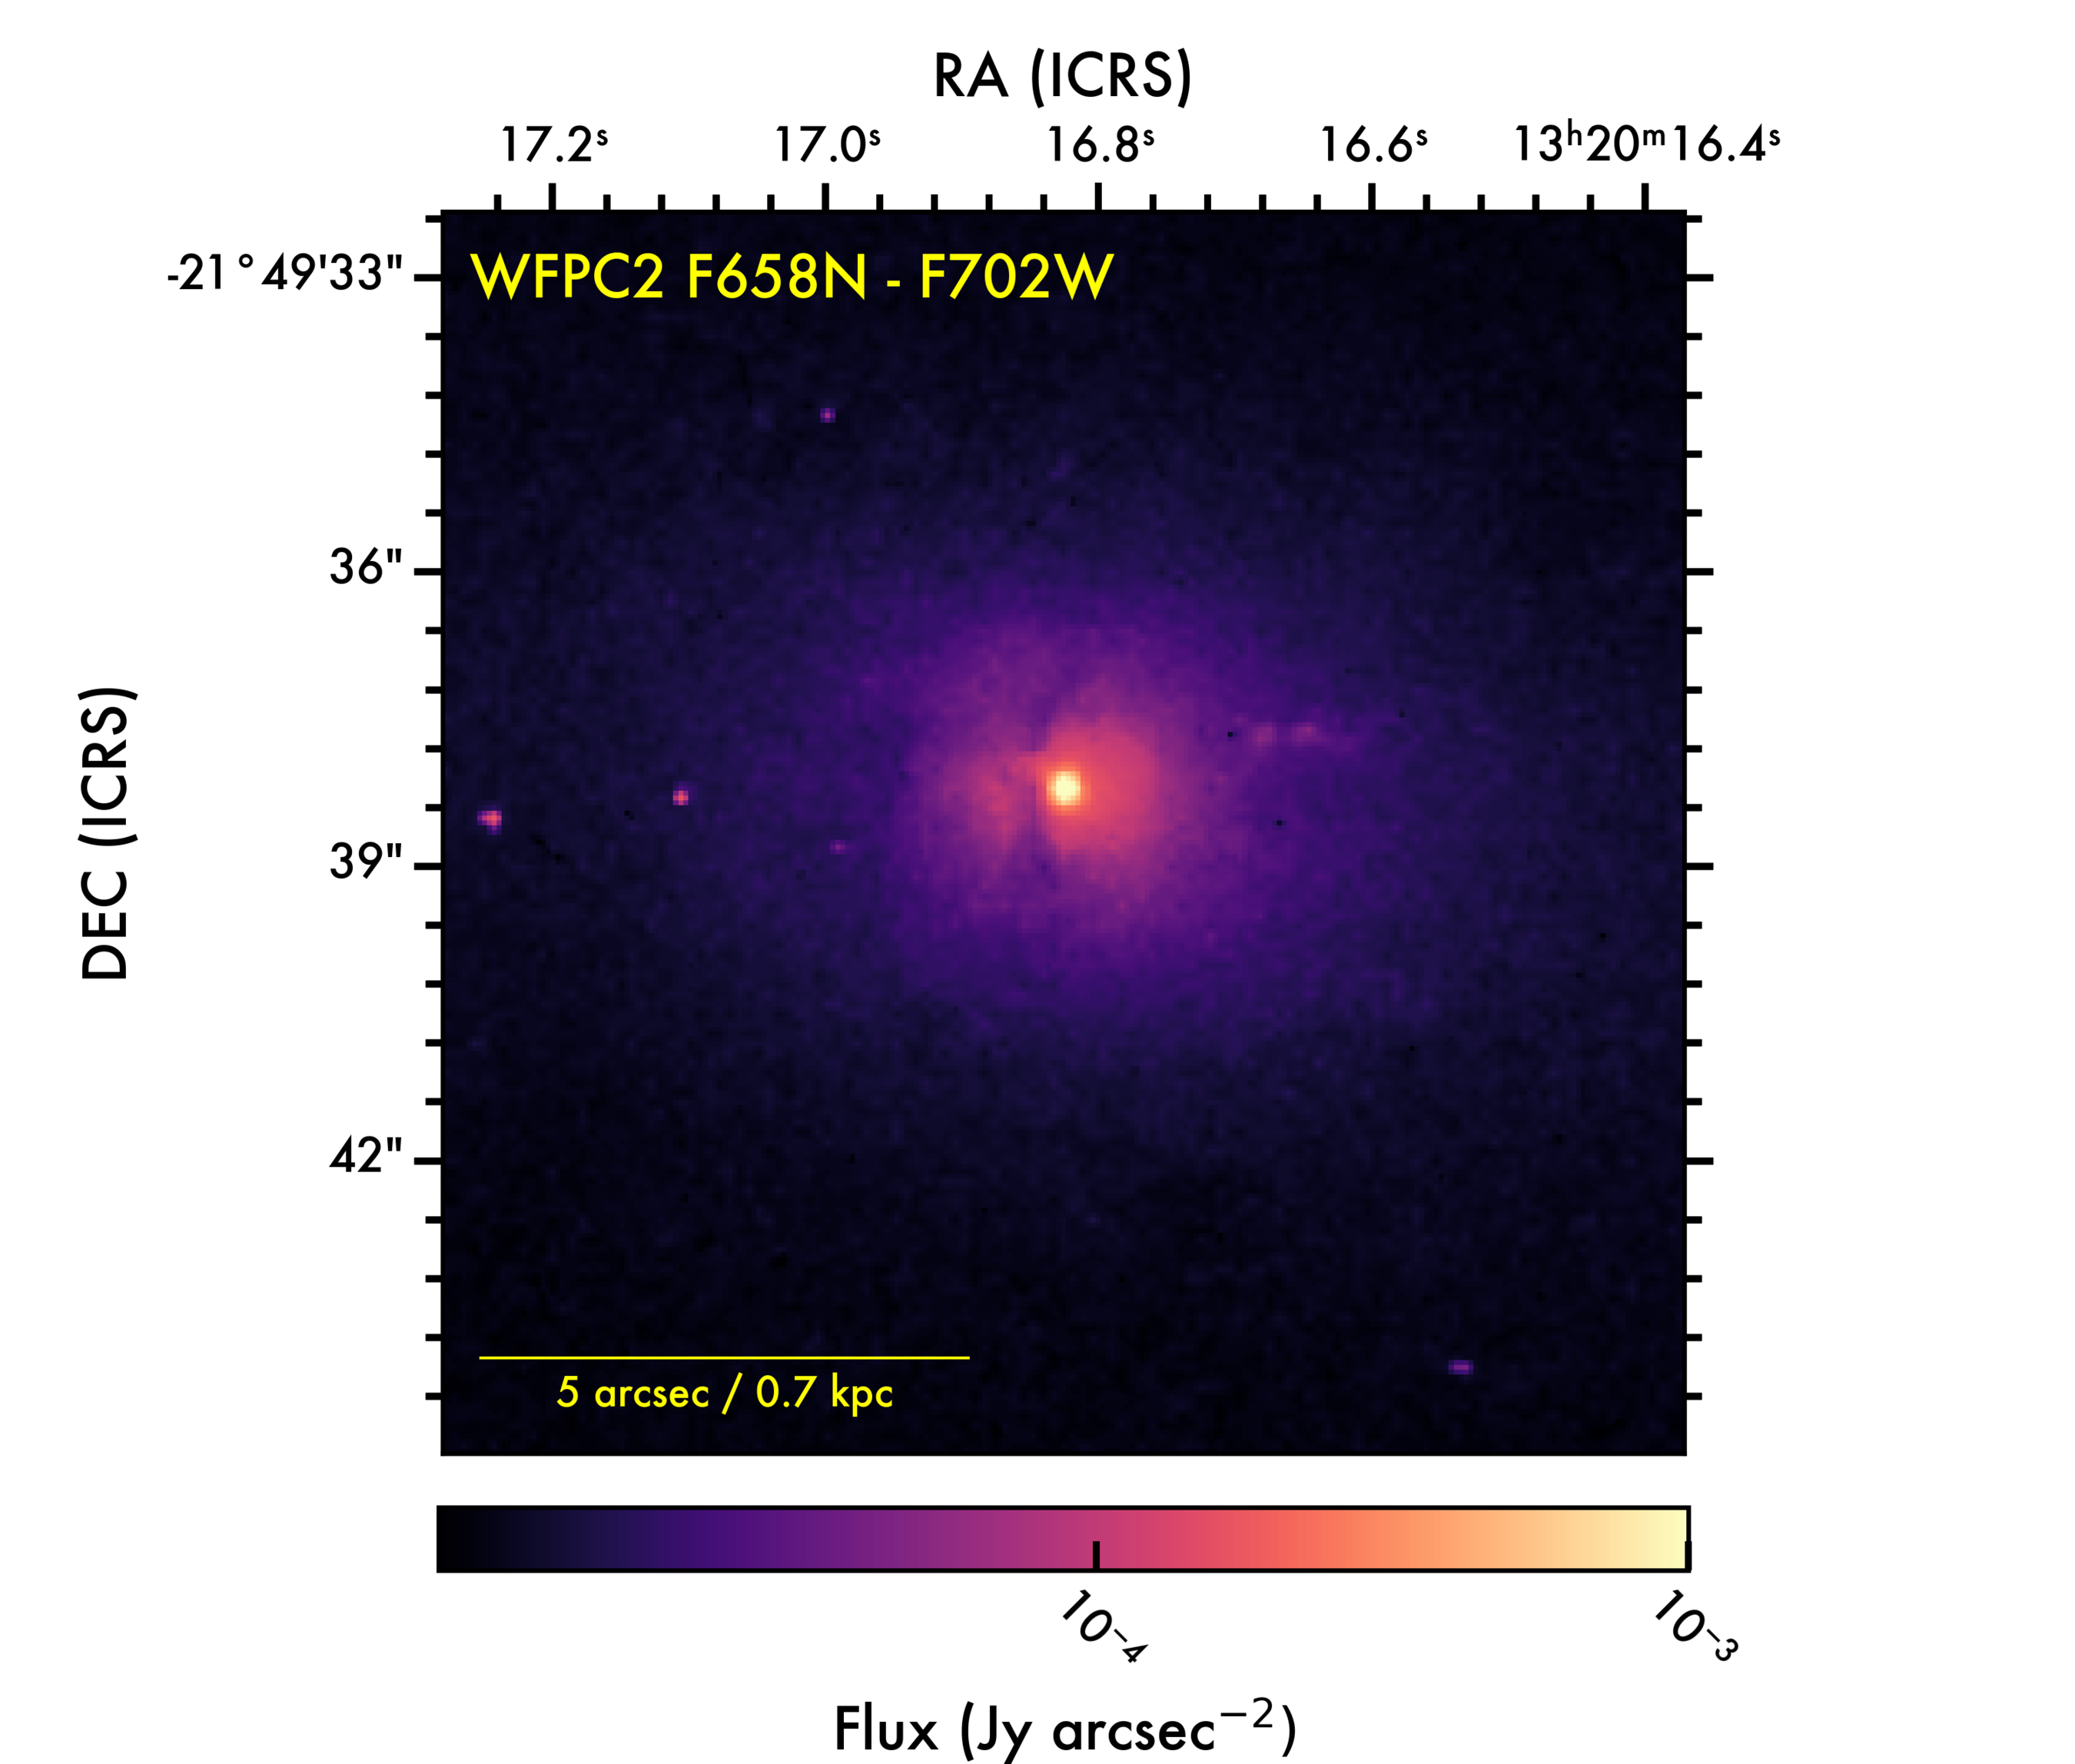 RA (ICRS)
17.2ˢ 17.0ˢ 16.8ˢ 16.6ˢ 13ʰ20ᵐ16.4ˢ
-21°49'33"
WFPC2 F658N - F702W
36"
DEC (ICRS)
39"
42"
5 arcsec / 0.7 kpc
10⁻⁴ 10⁻³
Flux (Jy arcsec⁻²)